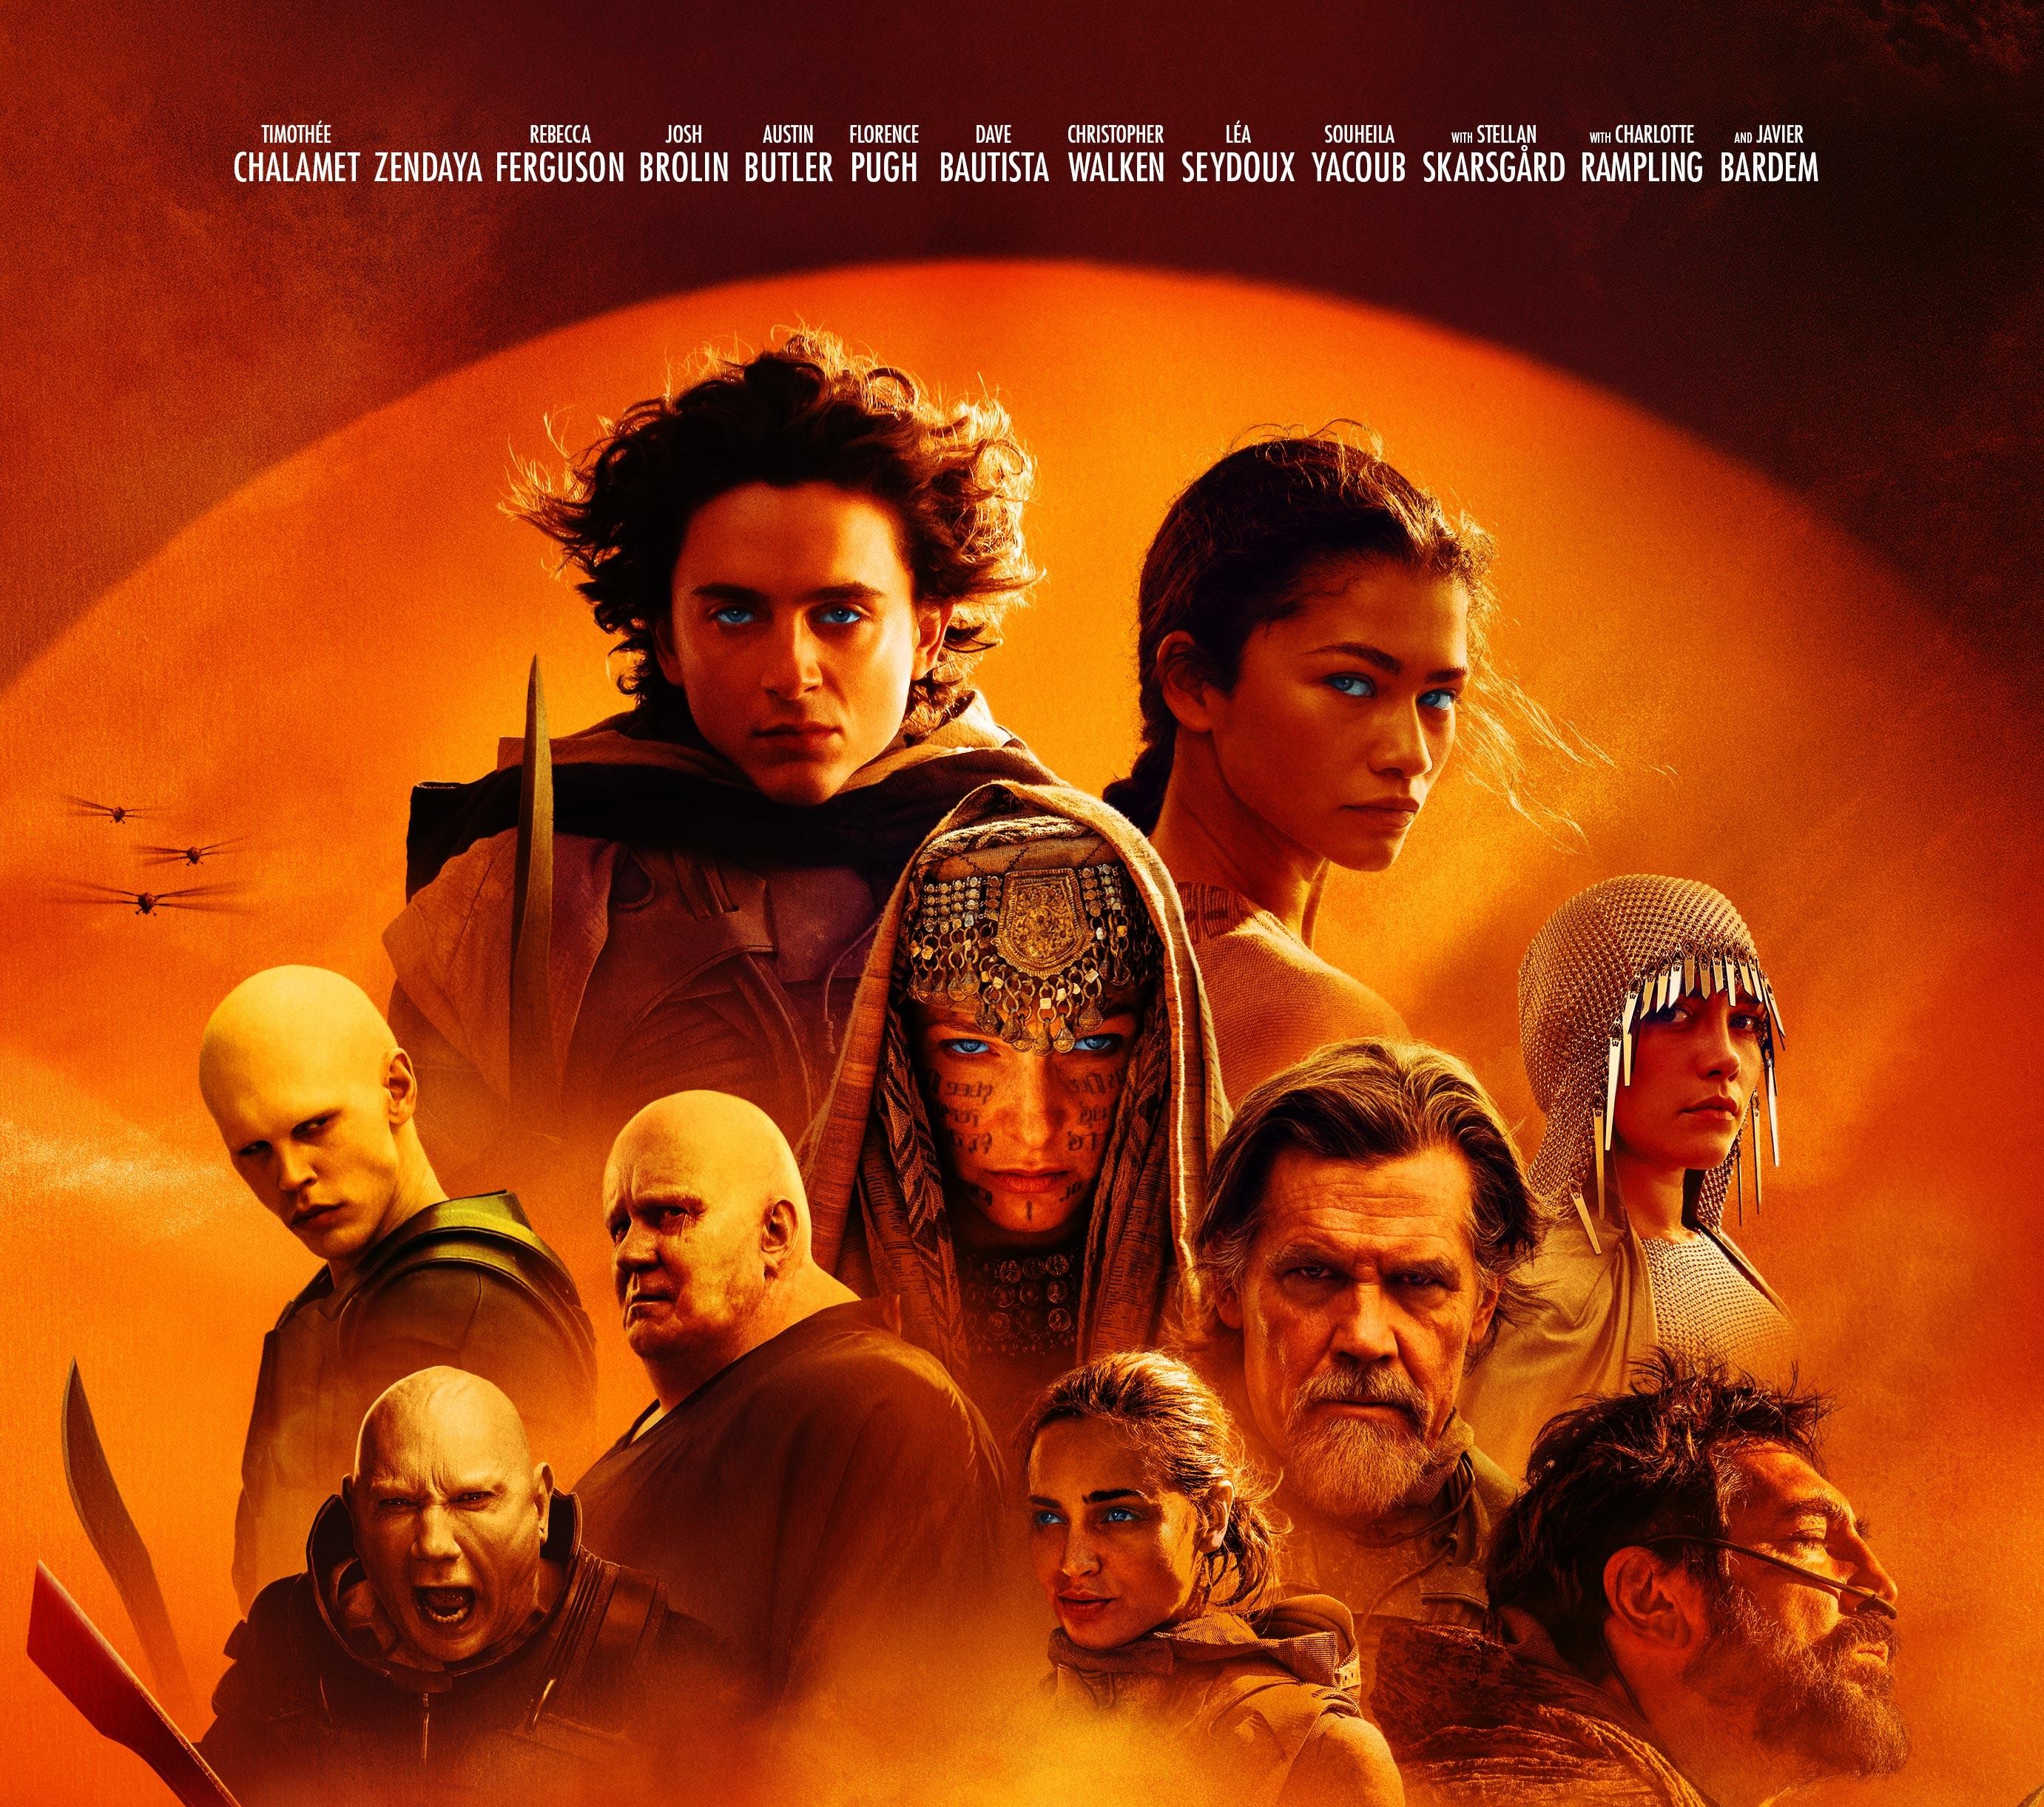 TIMOTHÉE CHALAMET ZENDAYA REBECCA FERGUSON JOSH BROLIN AUSTIN BUTLER FLORENCE PUGH DAVE BAUTISTA CHRISTOPHER WALKEN LÉA SEYDOUX SOUHEILA YACOUB WITH STELLAN SKARSGÅRD WITH CHARLOTTE RAMPLING AND JAVIER BARDEM